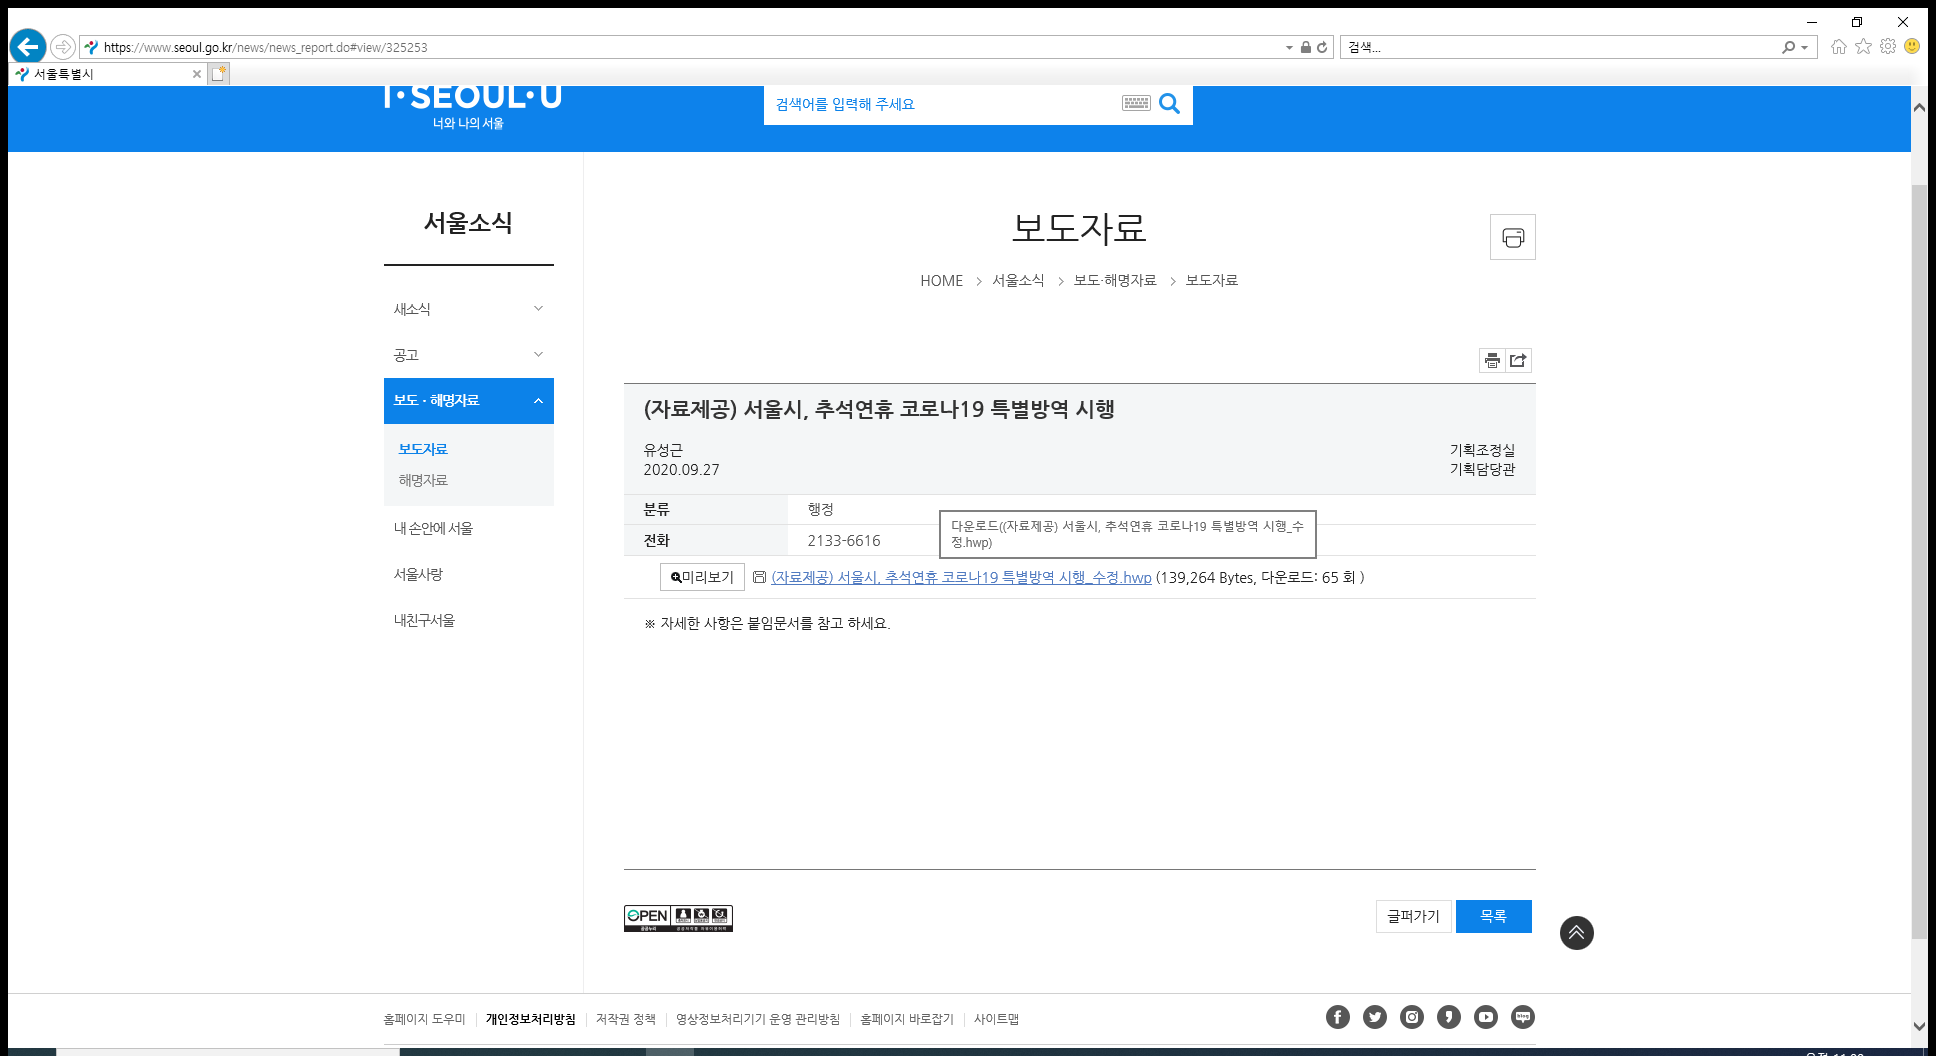 https://www.seoul.go.kr/news/news_report.do#view/325253
검색...
서울특별시
I·SEOUL·U
너와 나의 서울
검색어를 입력해 주세요
서울소식
새소식
공고
보도 · 해명자료
보도자료
해명자료
내 손안에 서울
서울사랑
내친구서울
보도자료
HOME > 서울소식 > 보도·해명자료 > 보도자료
(자료제공) 서울시, 추석연휴 코로나19 특별방역 시행
유성근 기획조정실
2020.09.27 기획담당관
분류 행정
전화 2133-6616
다운로드((자료제공) 서울시, 추석연휴 코로나19 특별방역 시행_수
정.hwp)
미리보기 (자료제공) 서울시, 추석연휴 코로나19 특별방역 시행_수정.hwp (139,264 Bytes, 다운로드: 65 회 )
※ 자세한 사항은 붙임문서를 참고 하세요.
OPEN
공공누리
글퍼가기 목록
홈페이지 도우미 개인정보처리방침 저작권 정책 영상정보처리기기 운영 관리방침 홈페이지 바로잡기 사이트맵
blog